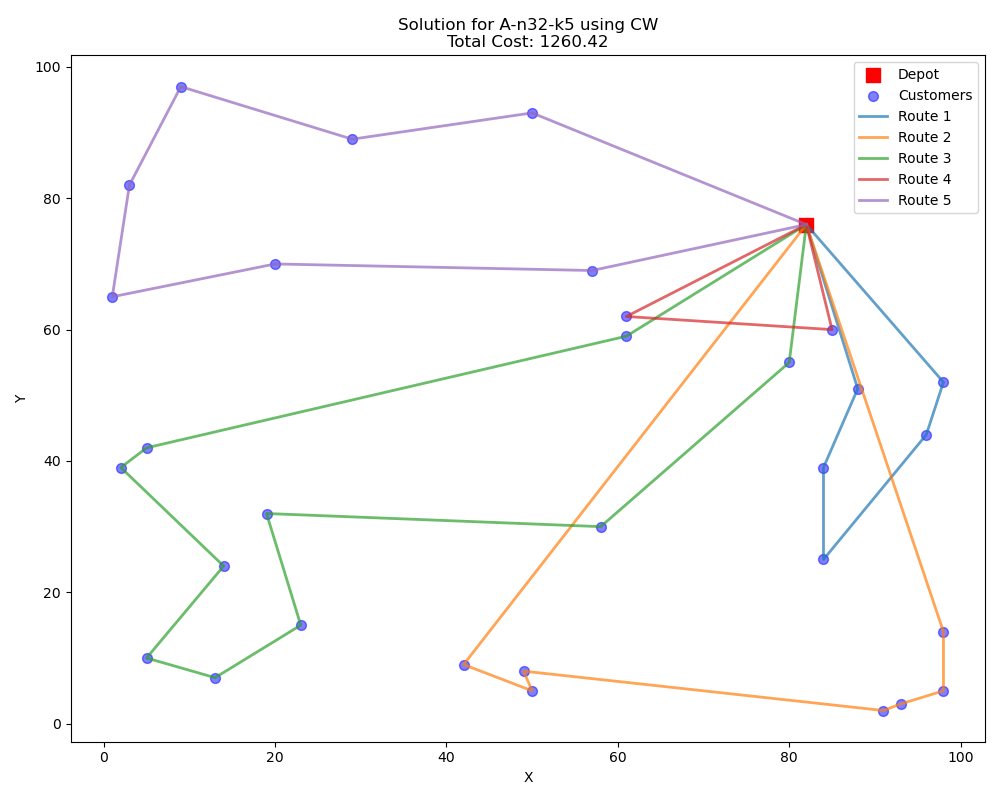 Solution for A-n32-k5 using CW
Total Cost: 1260.42
Depot
Customers
Route 1
Route 2
Route 3
Route 4
Route 5
100
80
60
40
20
0
Y
0 20 40 60 80 100
X